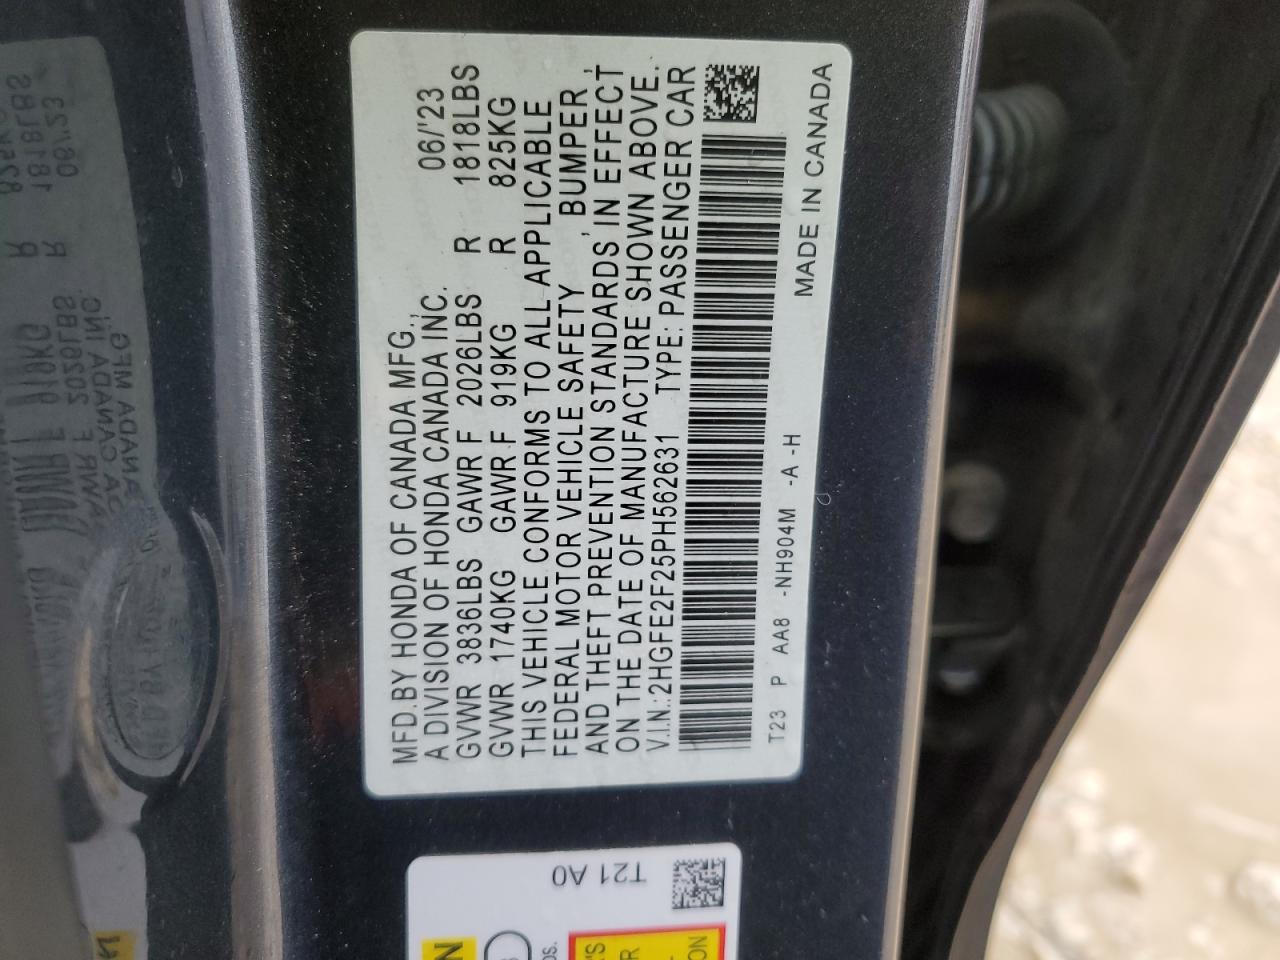 MFD.BY HONDA OF CANADA MFG., 06/'23
A DIVISION OF HONDA CANADA INC.
GVWR 3836LBS GAWR F 2026LBS R 1818LBS
GVWR 1740KG GAWR F 919KG R 825KG
THIS VEHICLE CONFORMS TO ALL APPLICABLE
FEDERAL MOTOR VEHICLE SAFETY , BUMPER ,
AND THEFT PREVENTION STANDARDS IN EFFECT
ON THE DATE OF MANUFACTURE SHOWN ABOVE.
V.I.N.:2HGFE2F25PH562631 TYPE: PASSENGER CAR
T23 P AA8 -NH904M -A -H MADE IN CANADA
T21 A0